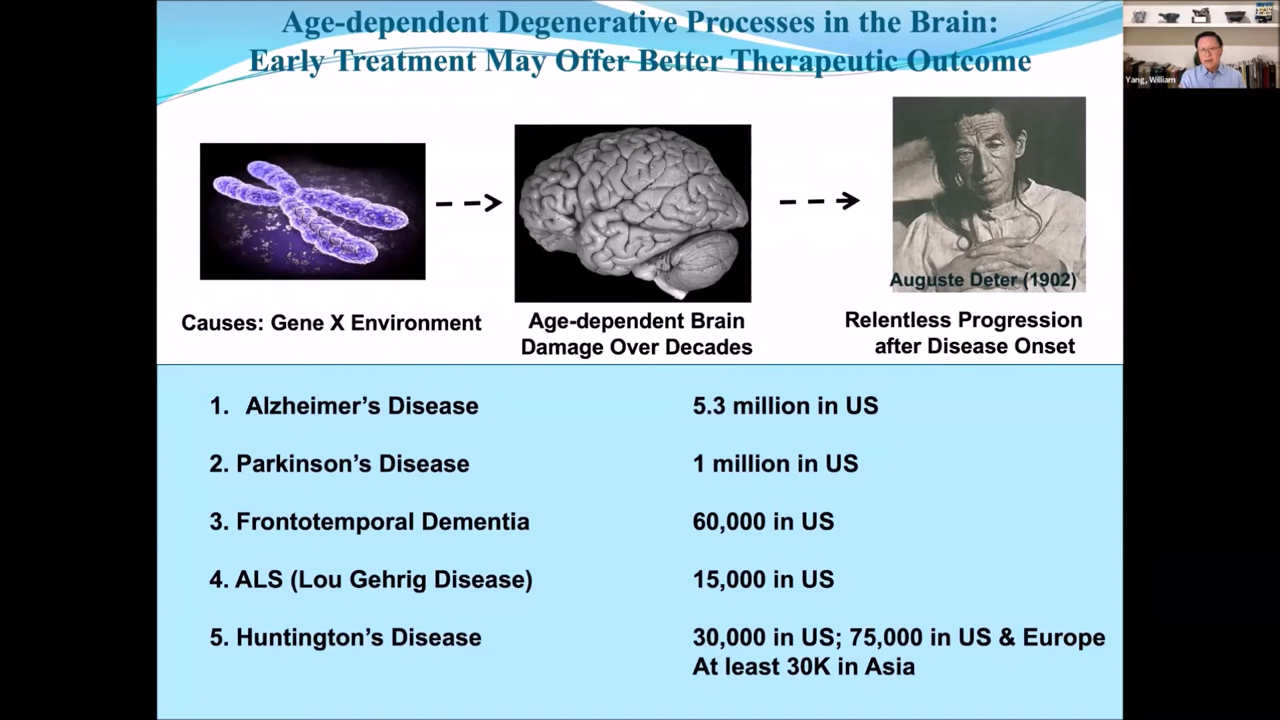 Age-dependent Degenerative Processes in the Brain:
Early Treatment May Offer Better Therapeutic Outcome
Yang, William
Auguste Deter (1902)
Causes: Gene X Environment
Age-dependent Brain
Damage Over Decades
Relentless Progression
after Disease Onset
1. Alzheimer’s Disease 5.3 million in US
2. Parkinson’s Disease 1 million in US
3. Frontotemporal Dementia 60,000 in US
4. ALS (Lou Gehrig Disease) 15,000 in US
5. Huntington’s Disease 30,000 in US; 75,000 in US & Europe
At least 30K in Asia